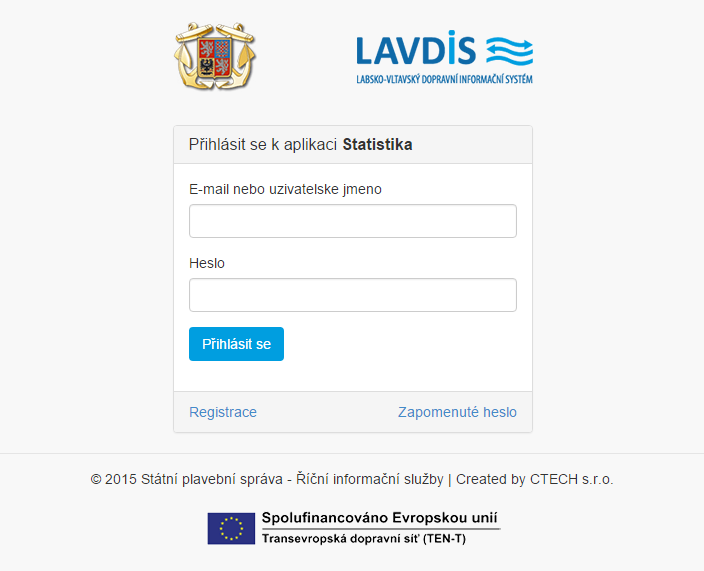 LAVDIS
LABSKO-VLTAVSKÝ DOPRAVNÍ INFORMAČNÍ SYSTÉM
Přihlásit se k aplikaci Statistika
E-mail nebo uzivatelske jmeno
Heslo
Přihlásit se
Registrace Zapomenuté heslo
© 2015 Státní plavební správa - Říční informační služby | Created by CTECH s.r.o.
Spolufinancováno Evropskou unií
Transevropská dopravní síť (TEN-T)